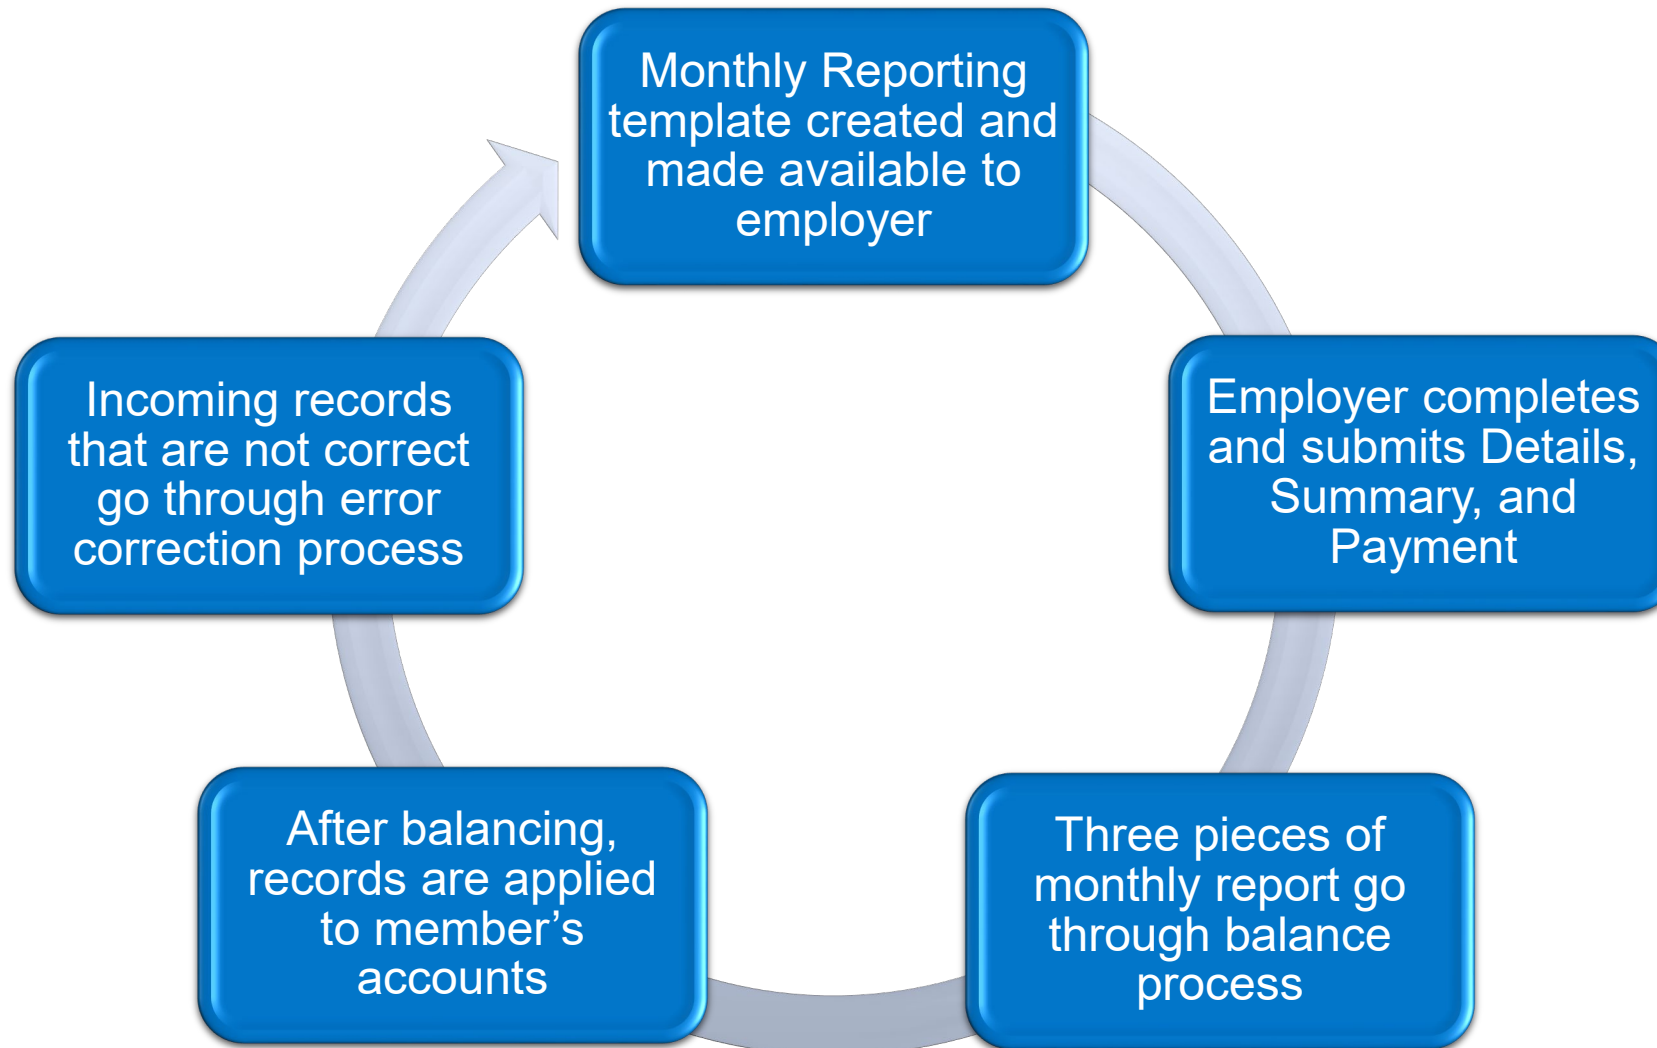 Monthly Reporting
template created and
made available to
employer
Employer completes
and submits Details,
Summary, and
Payment
Three pieces of
monthly report go
through balance
process
After balancing,
records are applied
to member’s
accounts
Incoming records
that are not correct
go through error
correction process